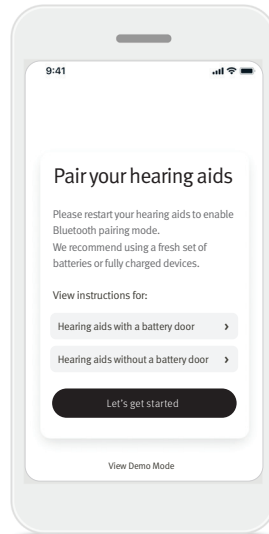 9:41
Pair your hearing aids
Please restart your hearing aids to enable
Bluetooth pairing mode.
We recommend using a fresh set of
batteries or fully charged devices.
View instructions for:
Hearing aids with a battery door
Hearing aids without a battery door
Let's get started
View Demo Mode